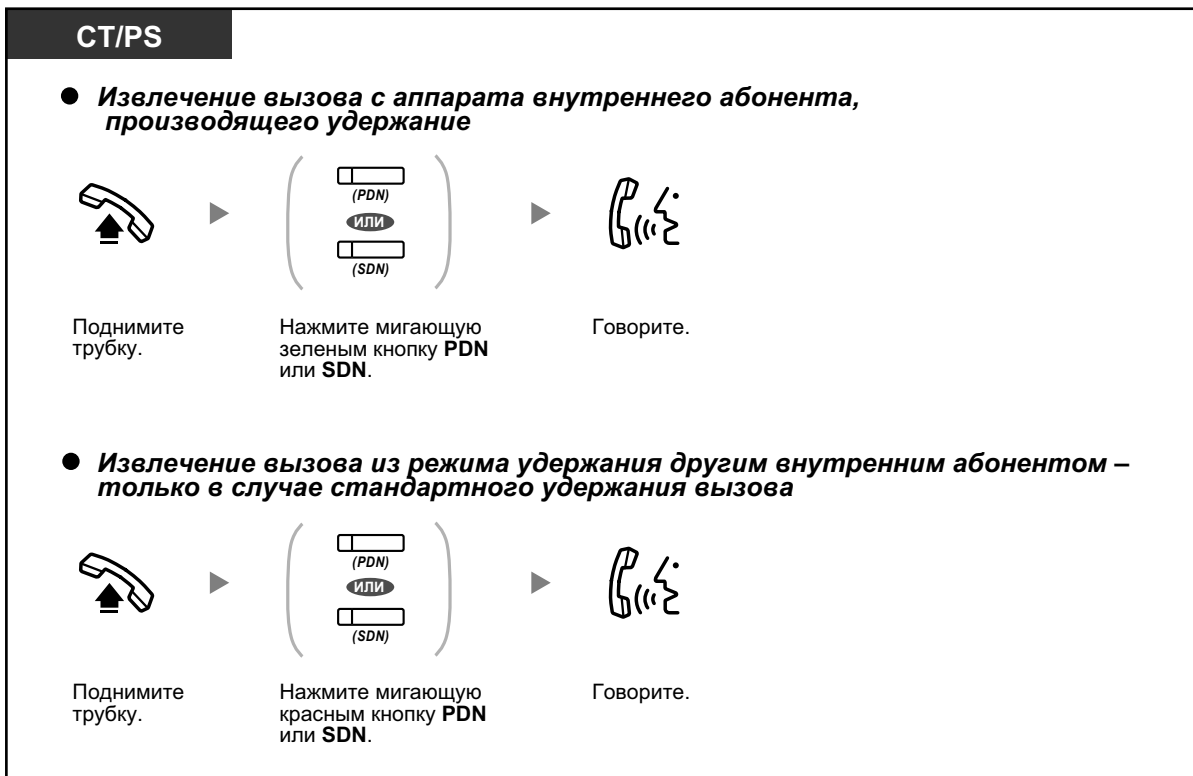 CT/PS
Извлечение вызова с аппарата внутреннего абонента,
производящего удержание
(PDN)
ИЛИ
(SDN)
Поднимите
трубку.
Нажмите мигающую
зеленым кнопку PDN
или SDN.
Говорите.
Извлечение вызова из режима удержания другим внутренним абонентом –
только в случае стандартного удержания вызова
(PDN)
ИЛИ
(SDN)
Поднимите
трубку.
Нажмите мигающую
красным кнопку PDN
или SDN.
Говорите.